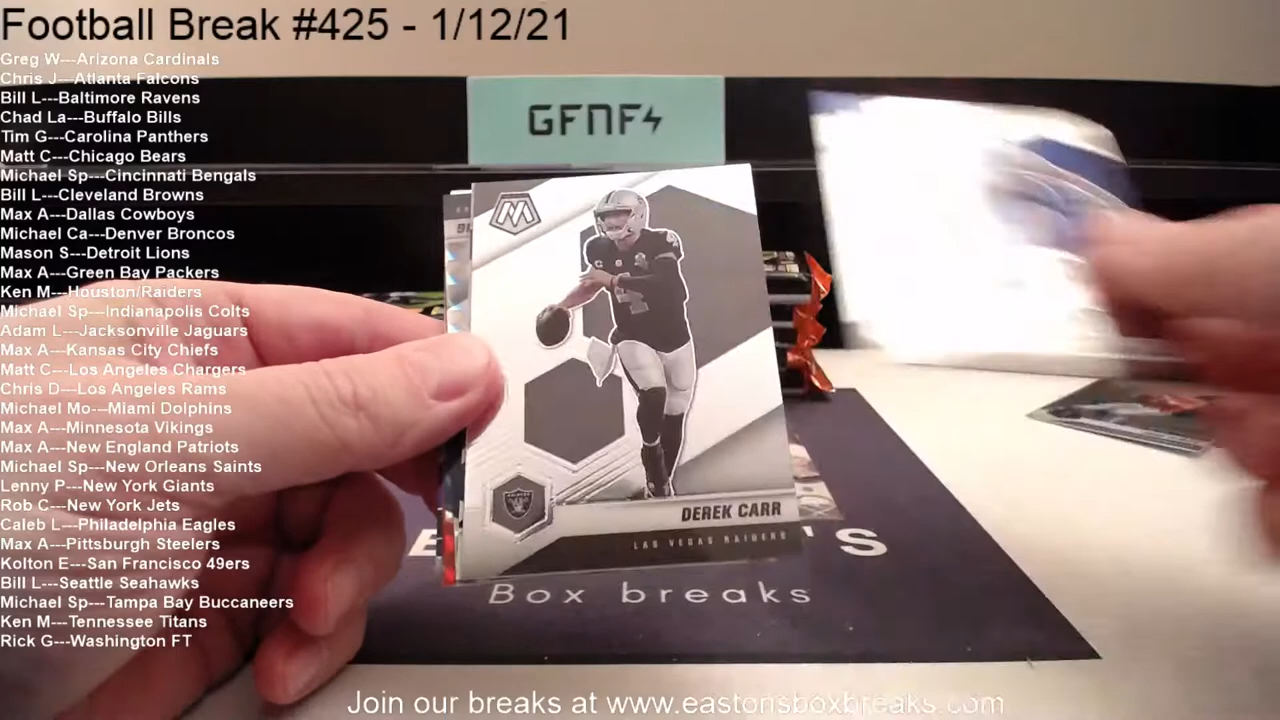 Football Break #425 - 1/12/21
Greg W---Arizona Cardinals
Chris J---Atlanta Falcons
Bill L---Baltimore Ravens
Chad La---Buffalo Bills
Tim G---Carolina Panthers
Matt C---Chicago Bears
Michael Sp---Cincinnati Bengals
Bill L---Cleveland Browns
Max A---Dallas Cowboys
Michael Ca---Denver Broncos
Mason S---Detroit Lions
Max A---Green Bay Packers
Ken M---Houston/Raiders
Michael Sp---Indianapolis Colts
Adam L---Jacksonville Jaguars
Max A---Kansas City Chiefs
Matt C---Los Angeles Chargers
Chris D---Los Angeles Rams
Michael Mo---Miami Dolphins
Max A---Minnesota Vikings
Max A---New England Patriots
Michael Sp---New Orleans Saints
Lenny P---New York Giants
Rob C---New York Jets
Caleb L---Philadelphia Eagles
Max A---Pittsburgh Steelers
Kolton E---San Francisco 49ers
Bill L---Seattle Seahawks
Michael Sp---Tampa Bay Buccaneers
Ken M---Tennessee Titans
Rick G---Washington FT
GFNF
DEREK CARR
LAS VEGAS RAIDERS
Box breaks
Join our breaks at www.eastonsboxbreaks.com